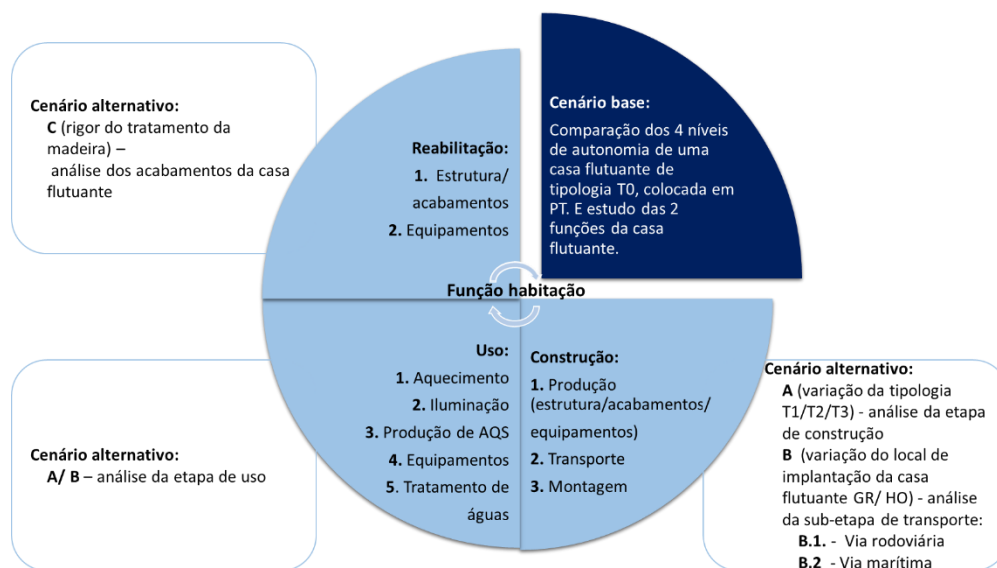 Cenário alternativo:
C (rigor do tratamento da
madeira) –
análise dos acabamentos da casa
flutuante
Reabilitação:
1. Estrutura/
acabamentos
2. Equipamentos
Cenário base:
Comparação dos 4 níveis
de autonomia de uma
casa flutuante de
tipologia T0, colocada em
PT. E estudo das 2
funções da casa
flutuante.
Função habitação
Uso:
1. Aquecimento
2. Iluminação
3. Produção de AQS
4. Equipamentos
5. Tratamento de
águas
Construção:
1. Produção
(estrutura/acabamentos/
equipamentos)
2. Transporte
3. Montagem
Cenário alternativo:
A/ B – análise da etapa de uso
Cenário alternativo:
A (variação da tipologia
T1/T2/T3) - análise da etapa
de construção
B (variação do local de
implantação da casa
flutuante GR/ HO) - análise
da sub-etapa de transporte:
B.1. - Via rodoviária
B.2 - Via marítima